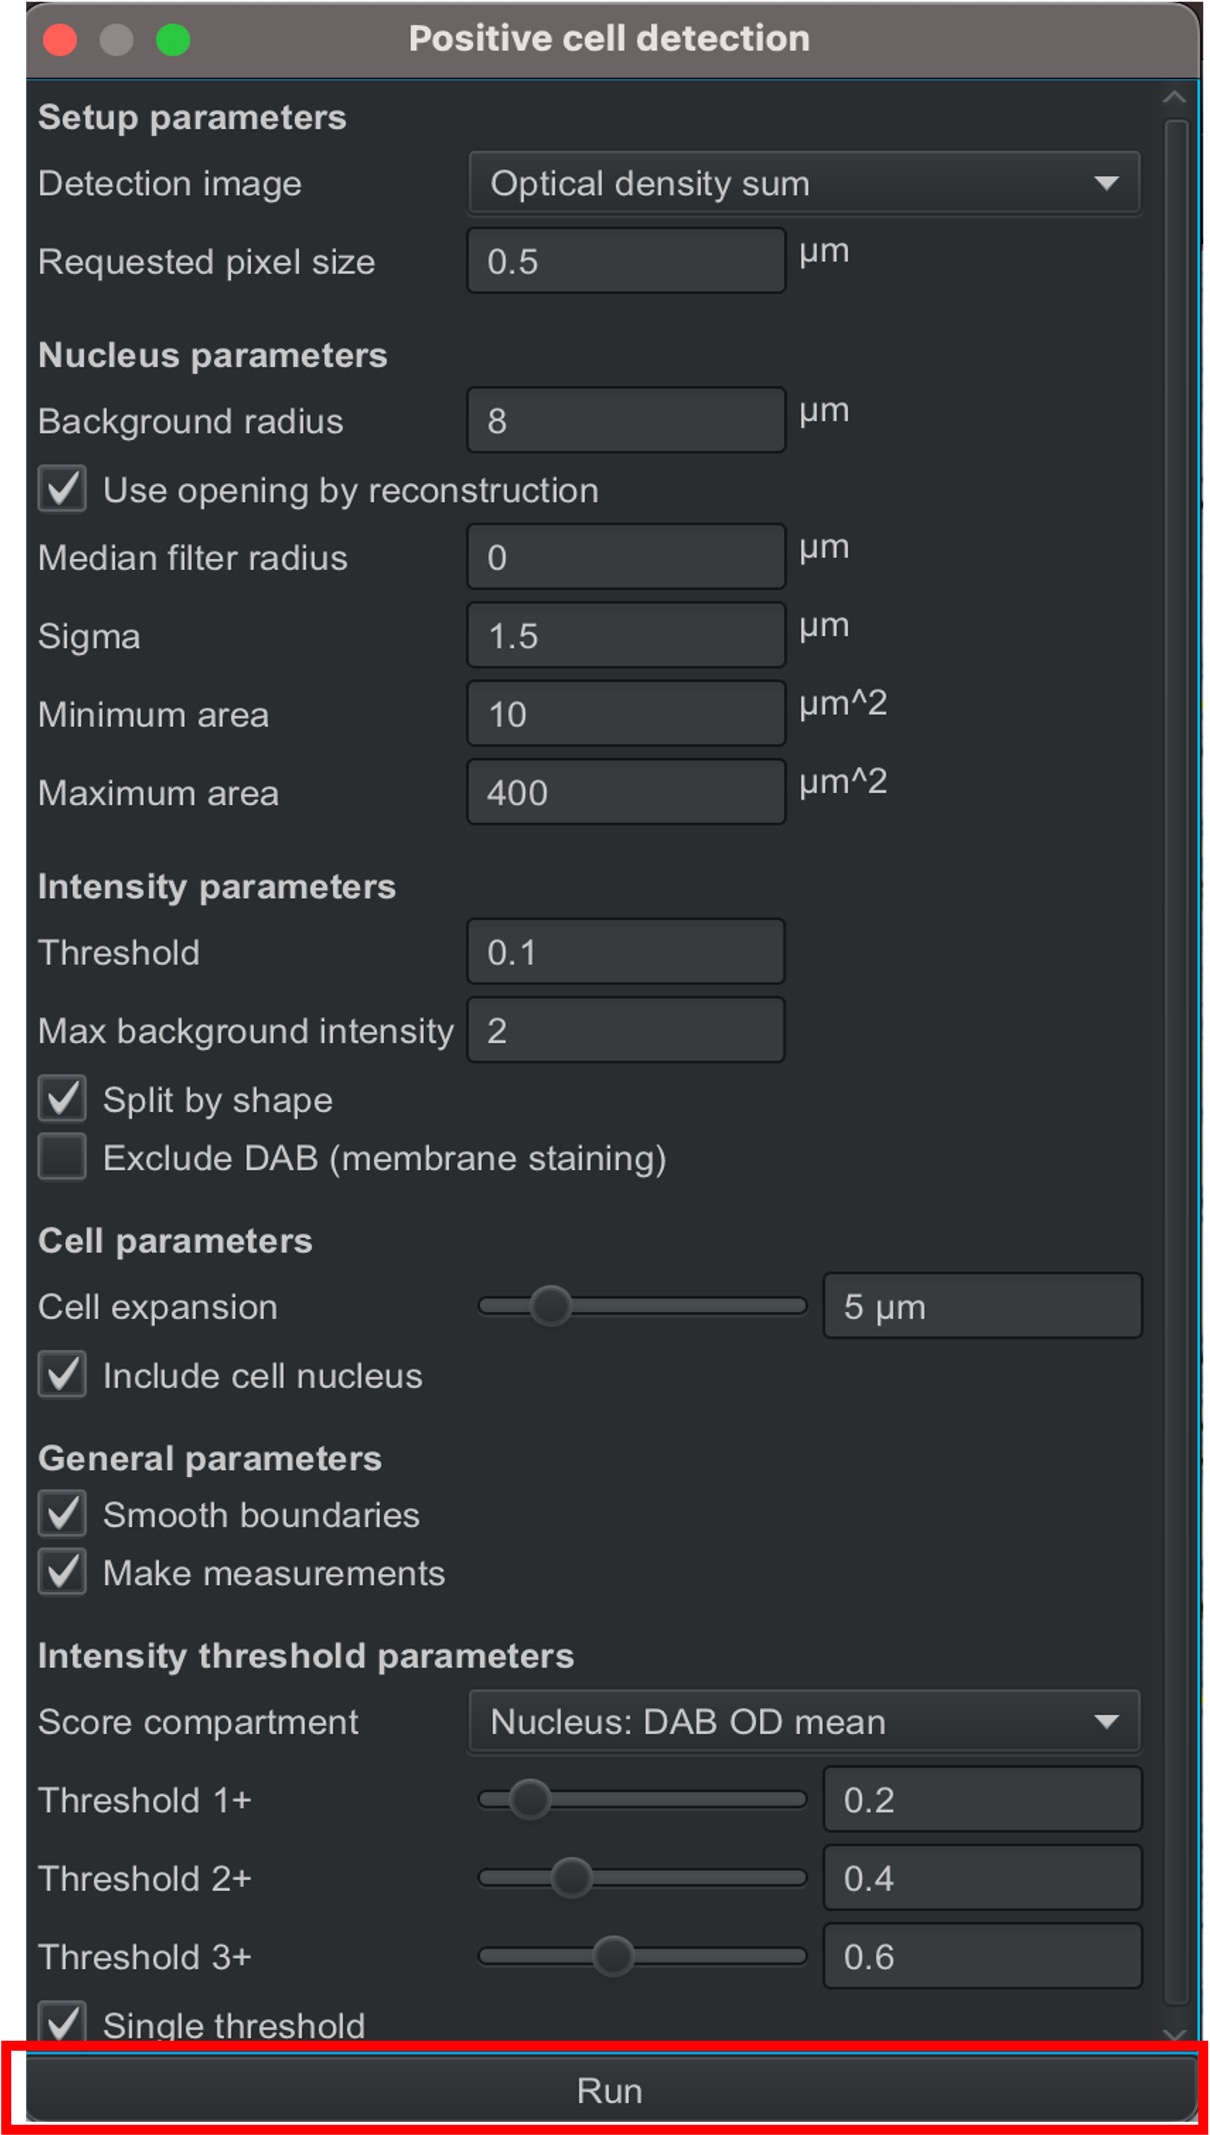 Positive cell detection
Setup parameters
Detection image Optical density sum
Requested pixel size 0.5 µm
Nucleus parameters
Background radius 8 µm
Use opening by reconstruction
Median filter radius 0 µm
Sigma 1.5 µm
Minimum area 10 µm^2
Maximum area 400 µm^2
Intensity parameters
Threshold 0.1
Max background intensity 2
Split by shape
Exclude DAB (membrane staining)
Cell parameters
Cell expansion 5 µm
Include cell nucleus
General parameters
Smooth boundaries
Make measurements
Intensity threshold parameters
Score compartment Nucleus: DAB OD mean
Threshold 1+ 0.2
Threshold 2+ 0.4
Threshold 3+ 0.6
Single threshold
Run